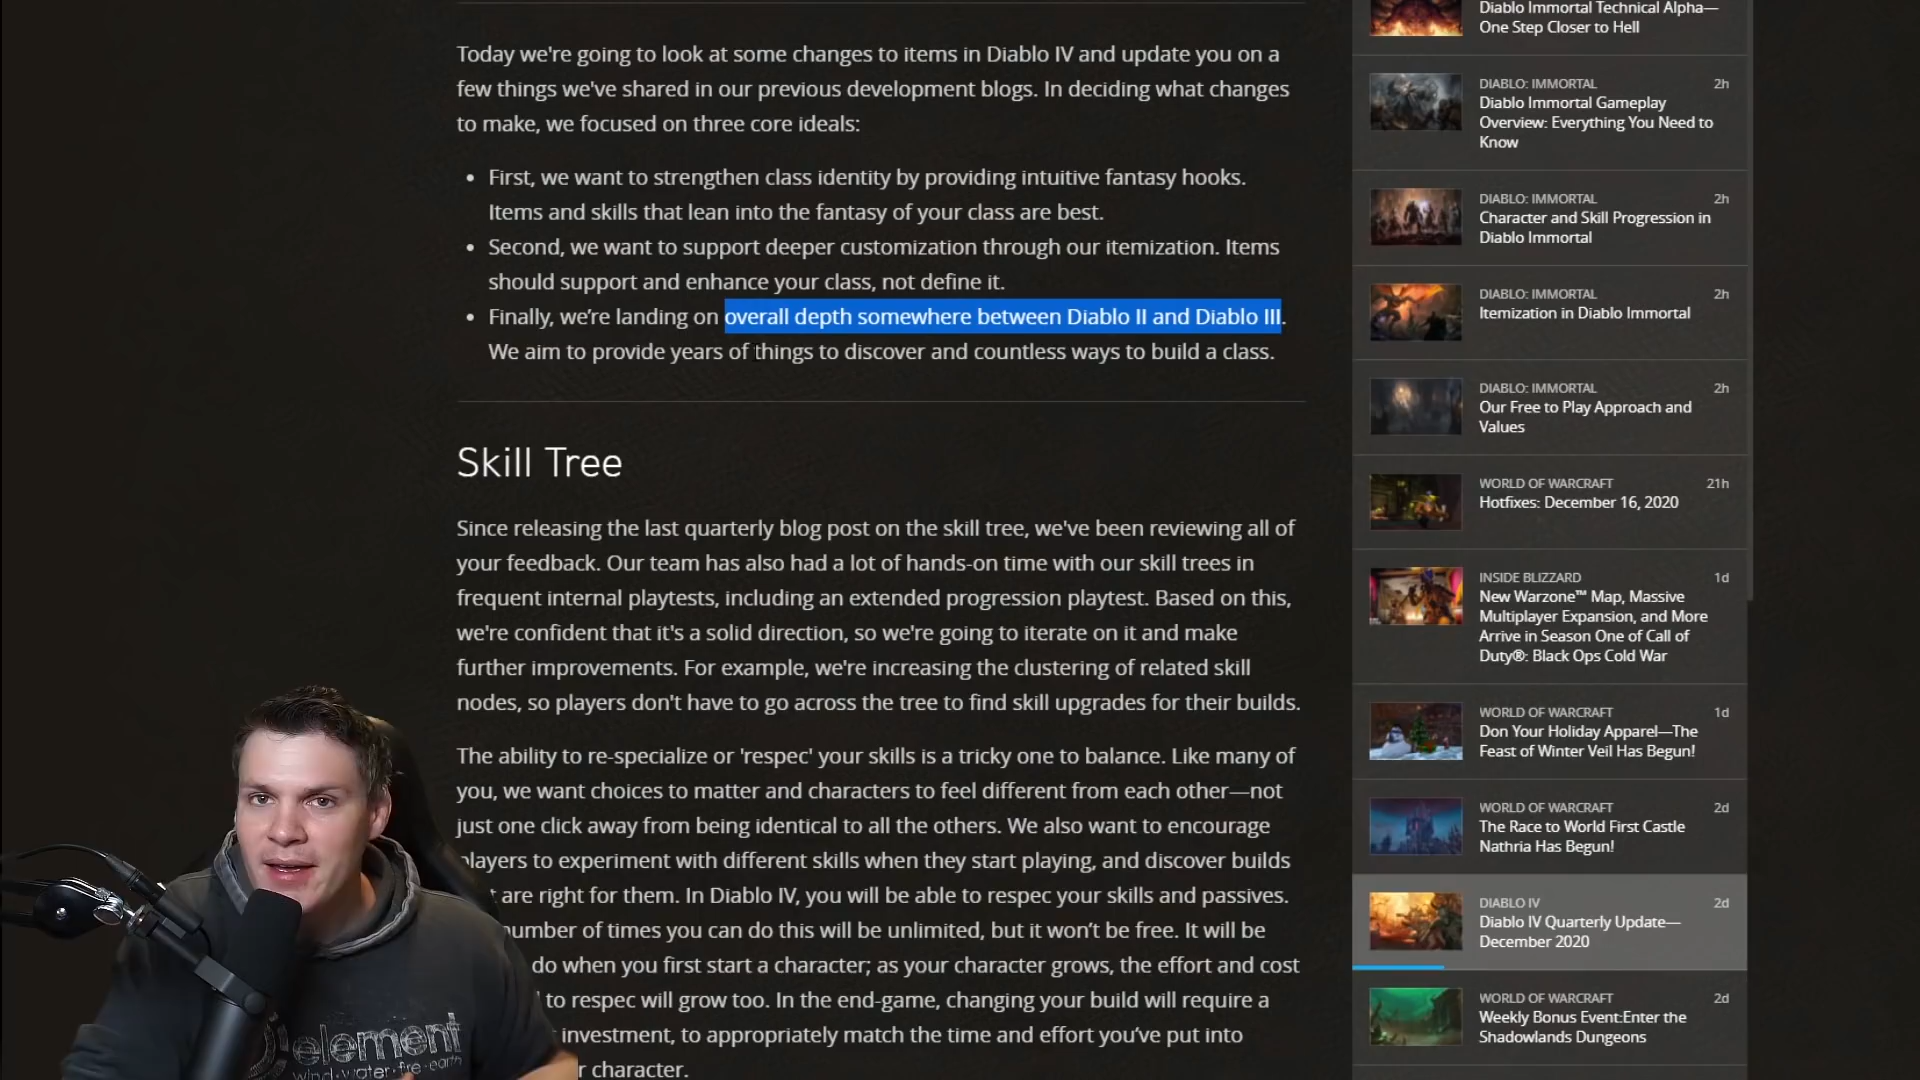 Today we're going to look at some changes to items in Diablo IV and update you on a
few things we've shared in our previous development blogs. In deciding what changes
to make, we focused on three core ideals:
• First, we want to strengthen class identity by providing intuitive fantasy hooks.
Items and skills that lean into the fantasy of your class are best.
• Second, we want to support deeper customization through our itemization. Items
should support and enhance your class, not define it.
• Finally, we’re landing on overall depth somewhere between Diablo II and Diablo III.
We aim to provide years of things to discover and countless ways to build a class.
Skill Tree
Since releasing the last quarterly blog post on the skill tree, we've been reviewing all of
your feedback. Our team has also had a lot of hands-on time with our skill trees in
frequent internal playtests, including an extended progression playtest. Based on this,
we're confident that it's a solid direction, so we're going to iterate on it and make
further improvements. For example, we're increasing the clustering of related skill
nodes, so players don't have to go across the tree to find skill upgrades for their builds.
The ability to re-specialize or 'respec' your skills is a tricky one to balance. Like many of
you, we want choices to matter and characters to feel different from each other—not
just one click away from being identical to all the others. We also want to encourage
players to experiment with different skills when they start playing, and discover builds
are right for them. In Diablo IV, you will be able to respec your skills and passives.
number of times you can do this will be unlimited, but it won’t be free. It will be
do when you first start a character; as your character grows, the effort and cost
to respec will grow too. In the end-game, changing your build will require a
investment, to appropriately match the time and effort you’ve put into
character.
Diablo Immortal Technical Alpha—
One Step Closer to Hell
DIABLO: IMMORTAL 2h
Diablo Immortal Gameplay
Overview: Everything You Need to
Know
DIABLO: IMMORTAL 2h
Character and Skill Progression in
Diablo Immortal
DIABLO: IMMORTAL 2h
Itemization in Diablo Immortal
DIABLO: IMMORTAL 2h
Our Free to Play Approach and
Values
WORLD OF WARCRAFT 21h
Hotfixes: December 16, 2020
INSIDE BLIZZARD 1d
New Warzone™ Map, Massive
Multiplayer Expansion, and More
Arrive in Season One of Call of
Duty®: Black Ops Cold War
WORLD OF WARCRAFT 1d
Don Your Holiday Apparel—The
Feast of Winter Veil Has Begun!
WORLD OF WARCRAFT 2d
The Race to World First Castle
Nathria Has Begun!
DIABLO IV 2d
Diablo IV Quarterly Update—
December 2020
WORLD OF WARCRAFT 2d
Weekly Bonus Event:Enter the
Shadowlands Dungeons
element
wind·water·fire·earth